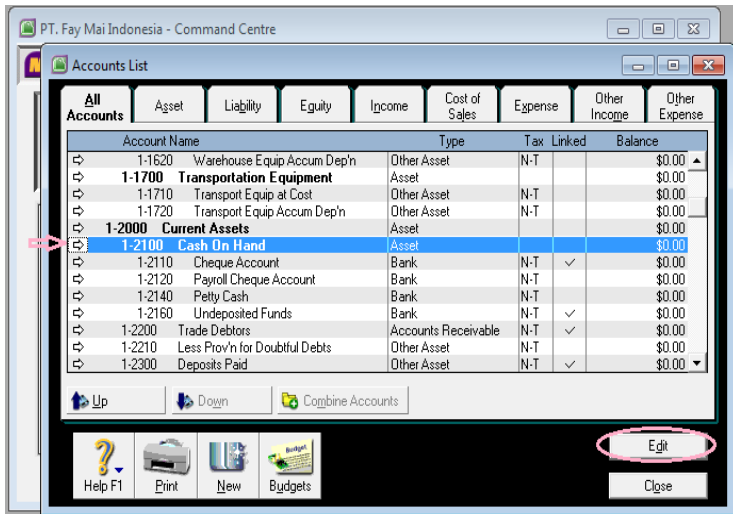 PT. Fay Mai Indonesia - Command Centre
Accounts List
All Accounts Asset Liability Equity Income Cost of Sales Expense Other Income Other Expense
Account Name Type Tax Linked Balance
1-1620 Warehouse Equip Accum Dep'n Other Asset N-T $0.00
1-1700 Transportation Equipment Asset $0.00
1-1710 Transport Equip at Cost Other Asset N-T $0.00
1-1720 Transport Equip Accum Dep'n Other Asset N-T $0.00
1-2000 Current Assets Asset $0.00
1-2100 Cash On Hand Asset $0.00
1-2110 Cheque Account Bank N-T ✓ $0.00
1-2120 Payroll Cheque Account Bank N-T $0.00
1-2140 Petty Cash Bank N-T $0.00
1-2160 Undeposited Funds Bank N-T ✓ $0.00
1-2200 Trade Debtors Accounts Receivable N-T ✓ $0.00
1-2210 Less Prov'n for Doubtful Debts Other Asset N-T $0.00
1-2300 Deposits Paid Other Asset N-T ✓ $0.00
Up Down Combine Accounts
Budget
Edit
Help F1 Print New Budgets Close